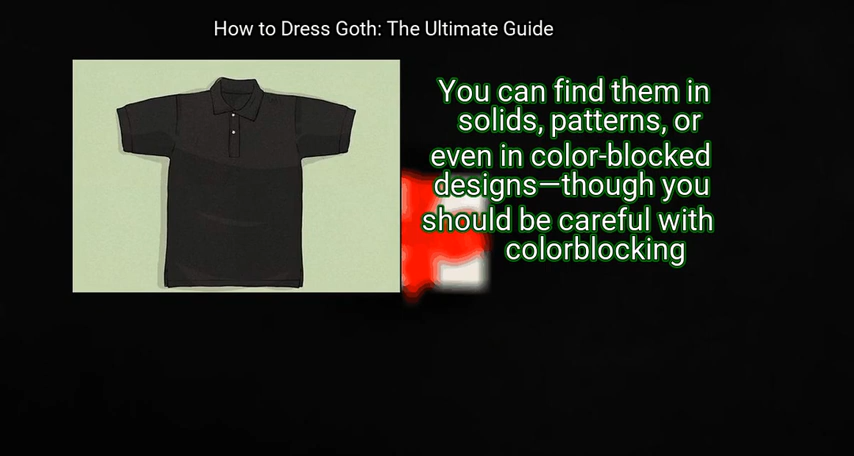 How to Dress Goth: The Ultimate Guide
You can find them in
solids, patterns, or
even in color-blocked
designs—though you
should be careful with
colorblocking